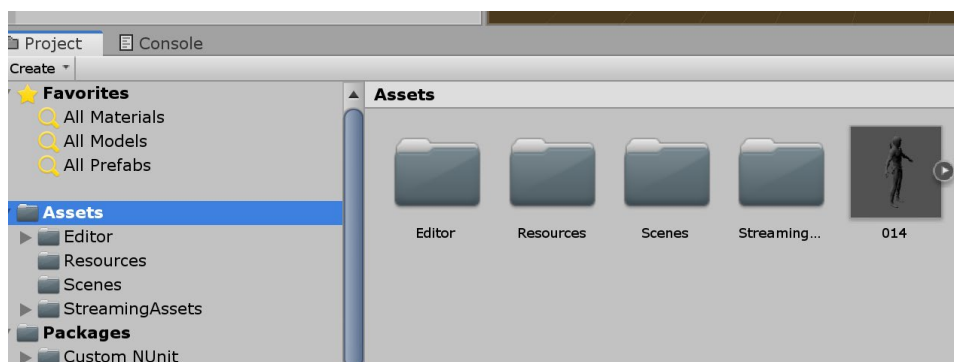 Project
Console
Create
Favorites
All Materials
All Models
All Prefabs
Assets
Editor
Resources
Scenes
StreamingAssets
Packages
Custom NUnit
Assets
Editor
Resources
Scenes
Streaming...
014